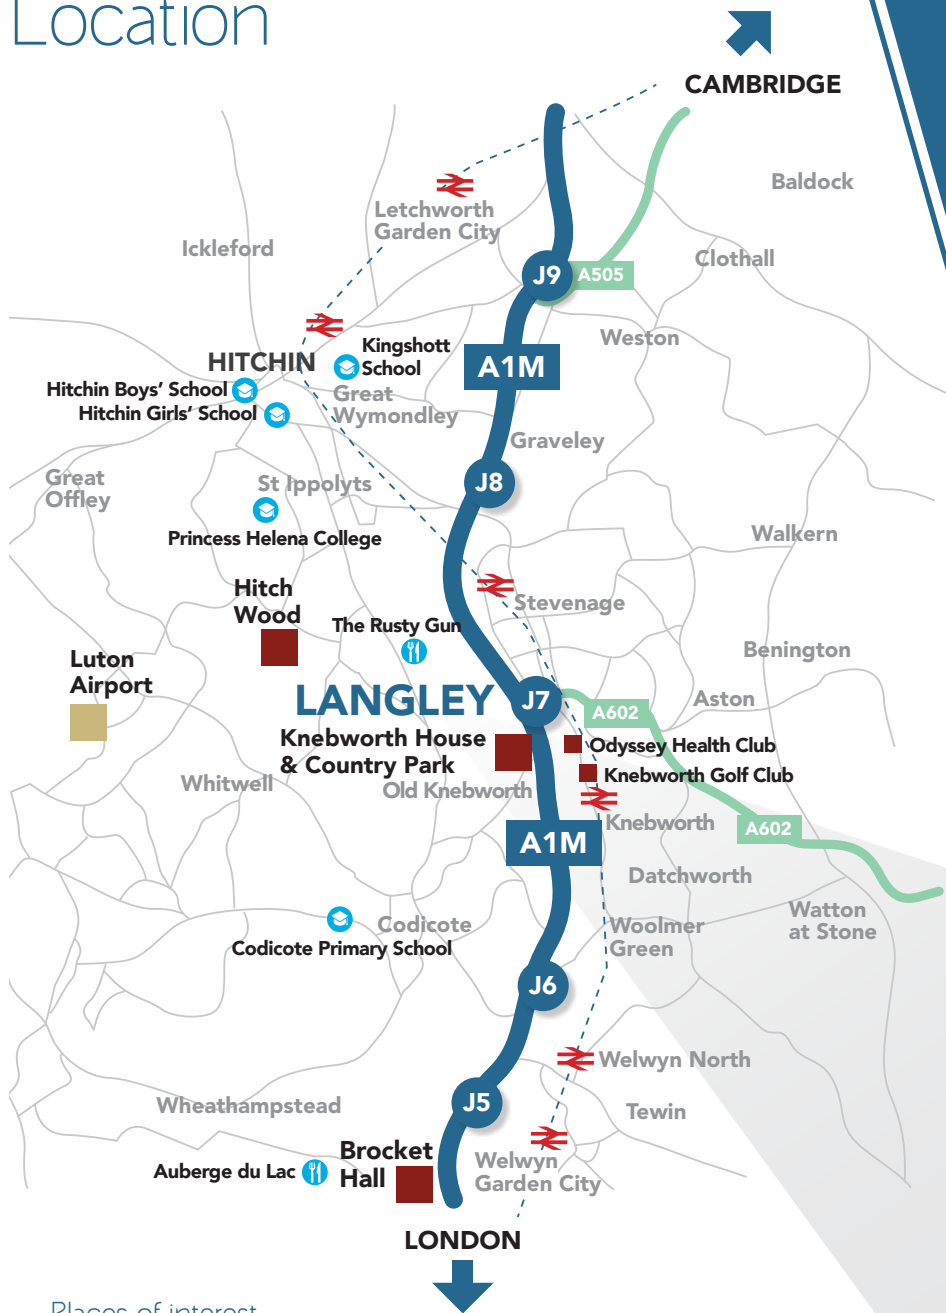 Location
CAMBRIDGE
Baldock
Letchworth
Garden City
Ickleford
Clothall
J9
A505
Weston
Kingshott
School
HITCHIN
A1M
Hitchin Boys' School
Hitchin Girls' School
Great
Wymondley
Graveley
Great
Offley
St Ippolyts
J8
Princess Helena College
Walkern
Hitch
Wood
Stevenage
The Rusty Gun
Benington
Luton
Airport
LANGLEY
J7
Aston
A602
Knebworth House
& Country Park
Odyssey Health Club
Knebworth Golf Club
Whitwell
Old Knebworth
Knebworth
A602
A1M
Datchworth
Watton
at Stone
Codicote
Codicote Primary School
Woolmer
Green
J6
Welwyn North
Wheathampstead
J5
Tewin
Brocket
Hall
Auberge du Lac
Welwyn
Garden City
LONDON
Places of interest